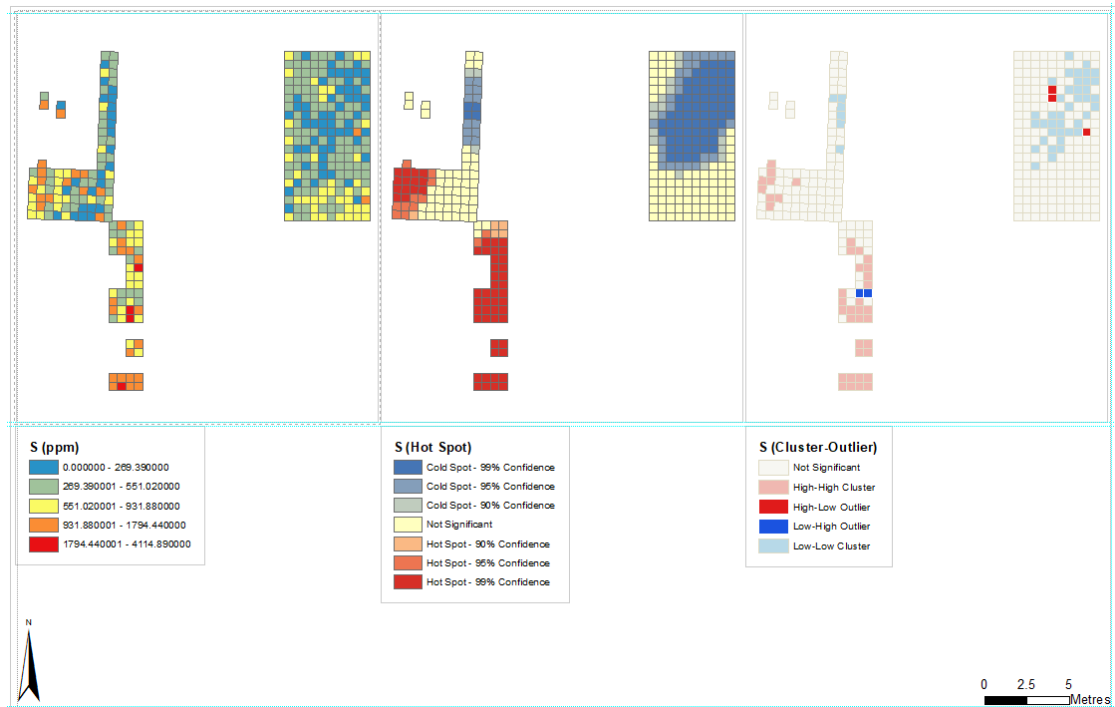 S (ppm)
0.000000 - 269.390000
269.390001 - 551.020000
551.020001 - 931.880000
931.880001 - 1794.440000
1794.440001 - 4114.890000
S (Hot Spot)
Cold Spot - 99% Confidence
Cold Spot - 95% Confidence
Cold Spot - 90% Confidence
Not Significant
Hot Spot - 90% Confidence
Hot Spot - 95% Confidence
Hot Spot - 99% Confidence
S (Cluster-Outlier)
Not Significant
High-High Cluster
High-Low Outlier
Low-High Outlier
Low-Low Cluster
N
0 2.5 5
Metres